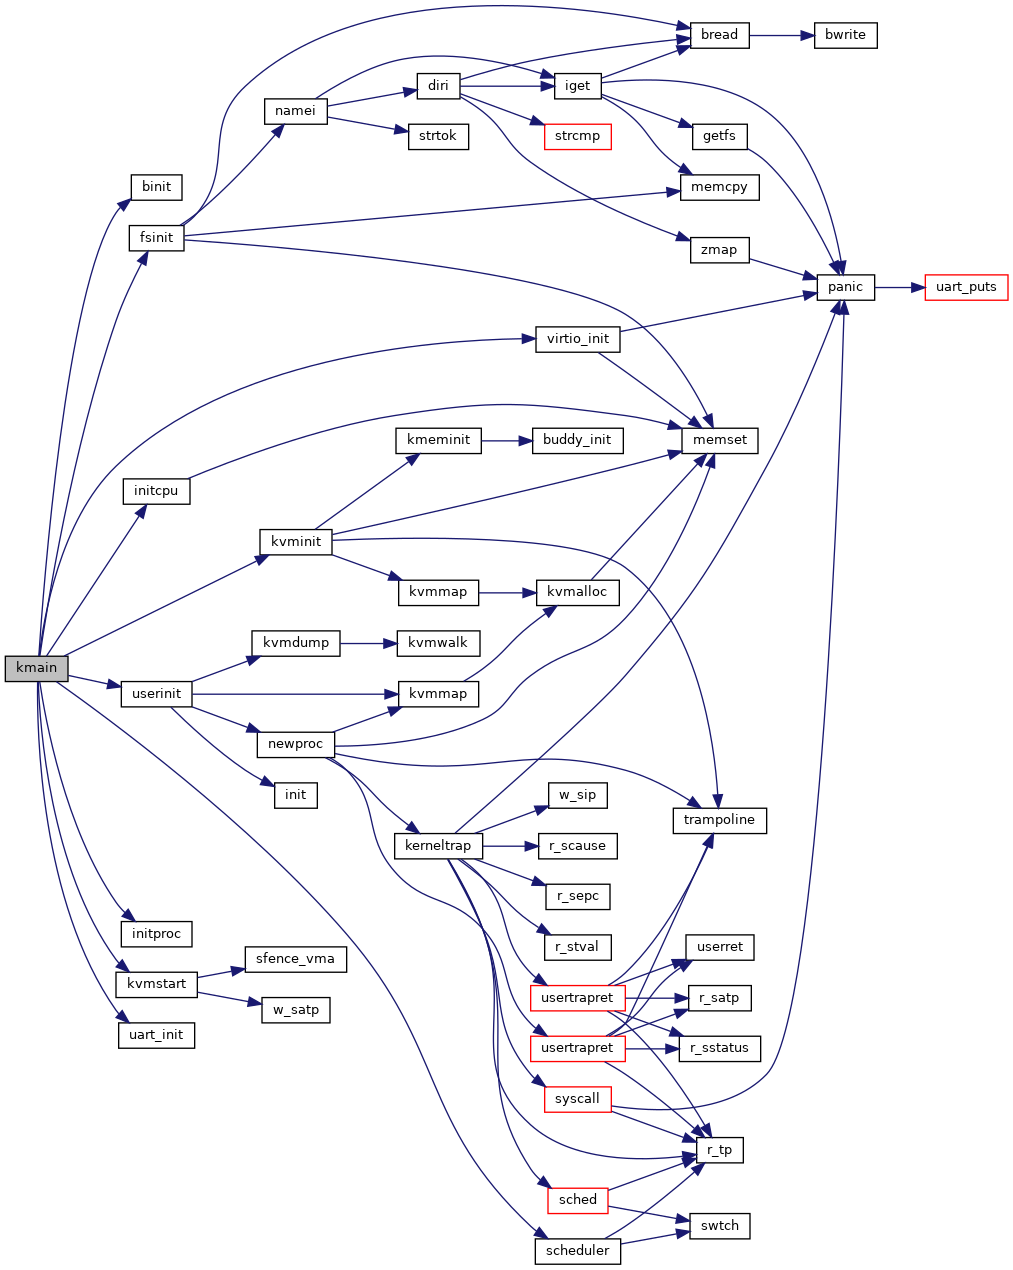 bread
bwrite
diri
iget
namei
strtok
strcmp
getfs
binit
memcpy
fsinit
zmap
panic
uart_puts
virtio_init
kmeminit
buddy_init
memset
initcpu
kvminit
kvmmap
kvmalloc
kvmdump
kvmwalk
kmain
userinit
kvmmap
newproc
init
w_sip
trampoline
kerneltrap
r_scause
r_sepc
initproc
r_stval
userret
sfence_vma
kvmstart
usertrapret
r_satp
w_satp
uart_init
usertrapret
r_sstatus
syscall
r_tp
sched
swtch
scheduler